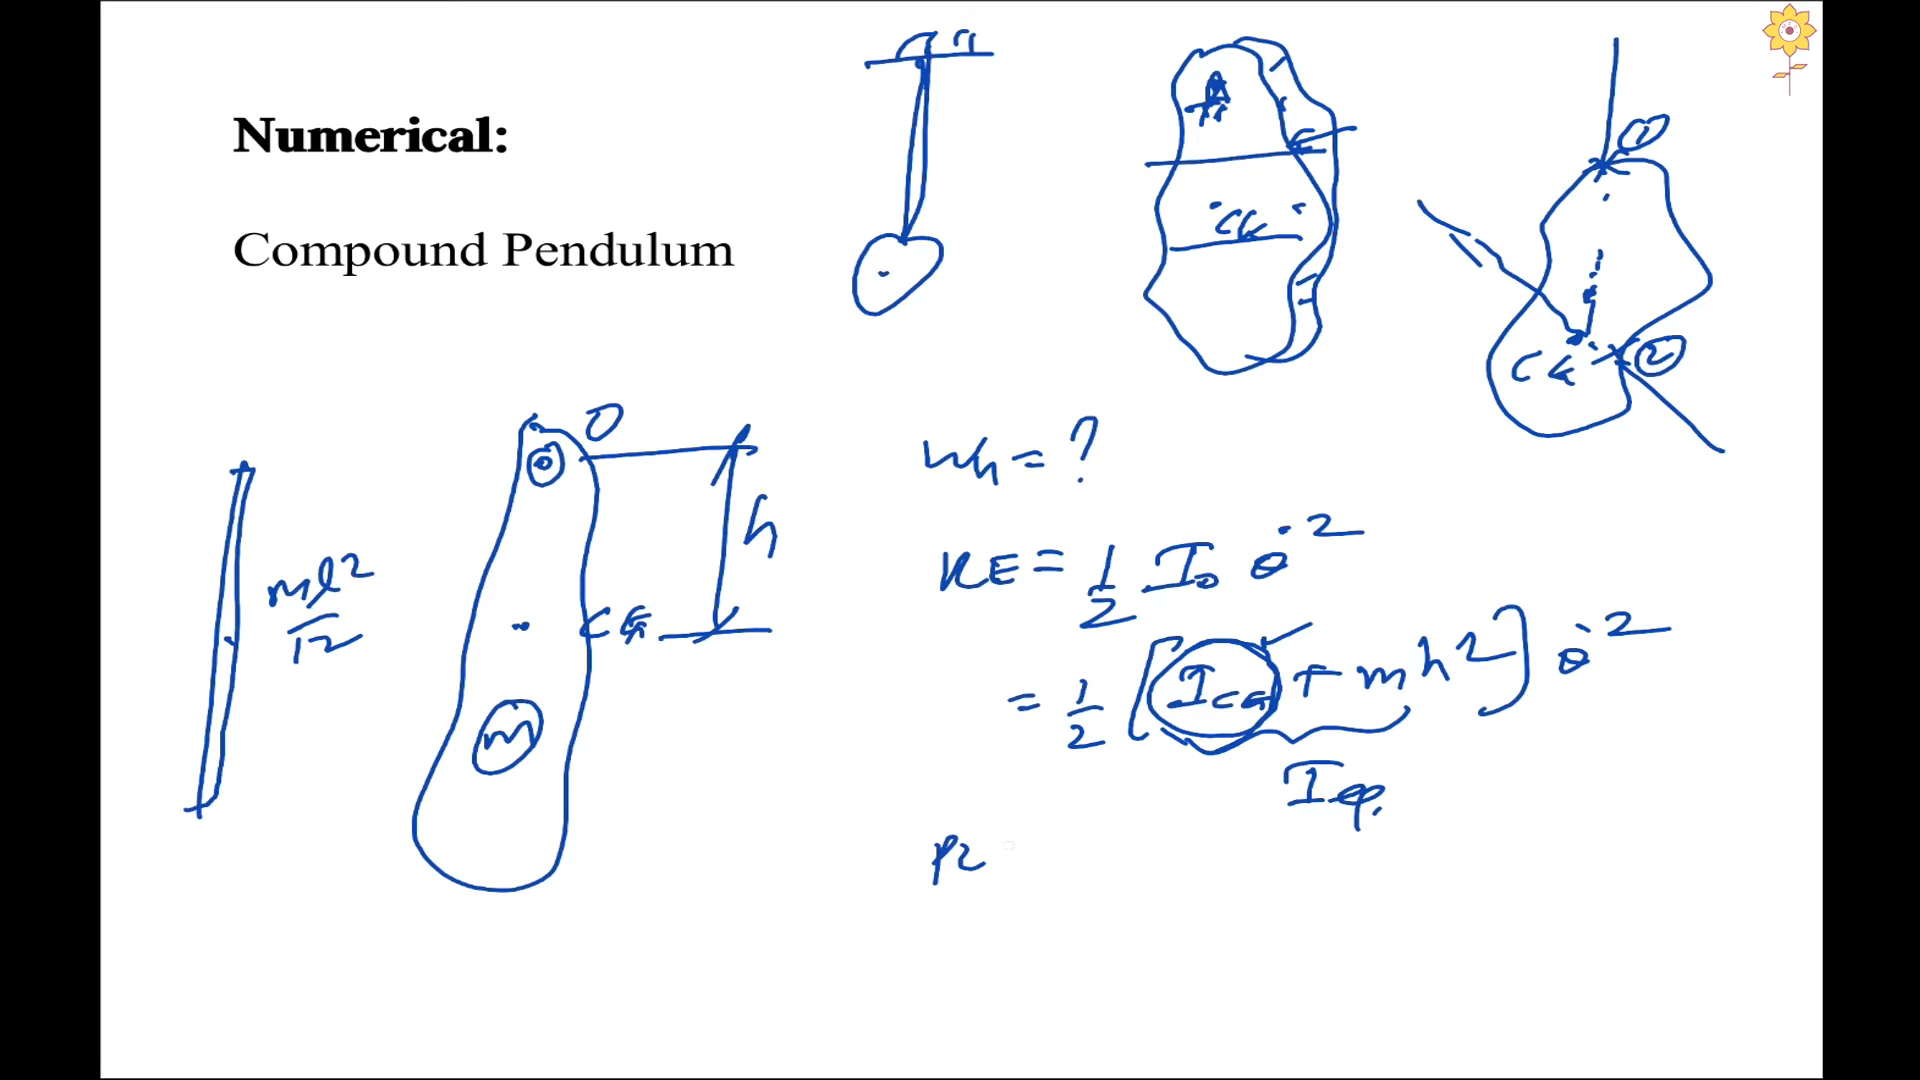 Numerical:
Compound Pendulum
CG
1
2
CG
O
h
CG
m
ml²
12
Wn = ?
KE = 1/2 I₀ θ̇²
= 1/2 [I_CG + mh²] θ̇²
I_eq.